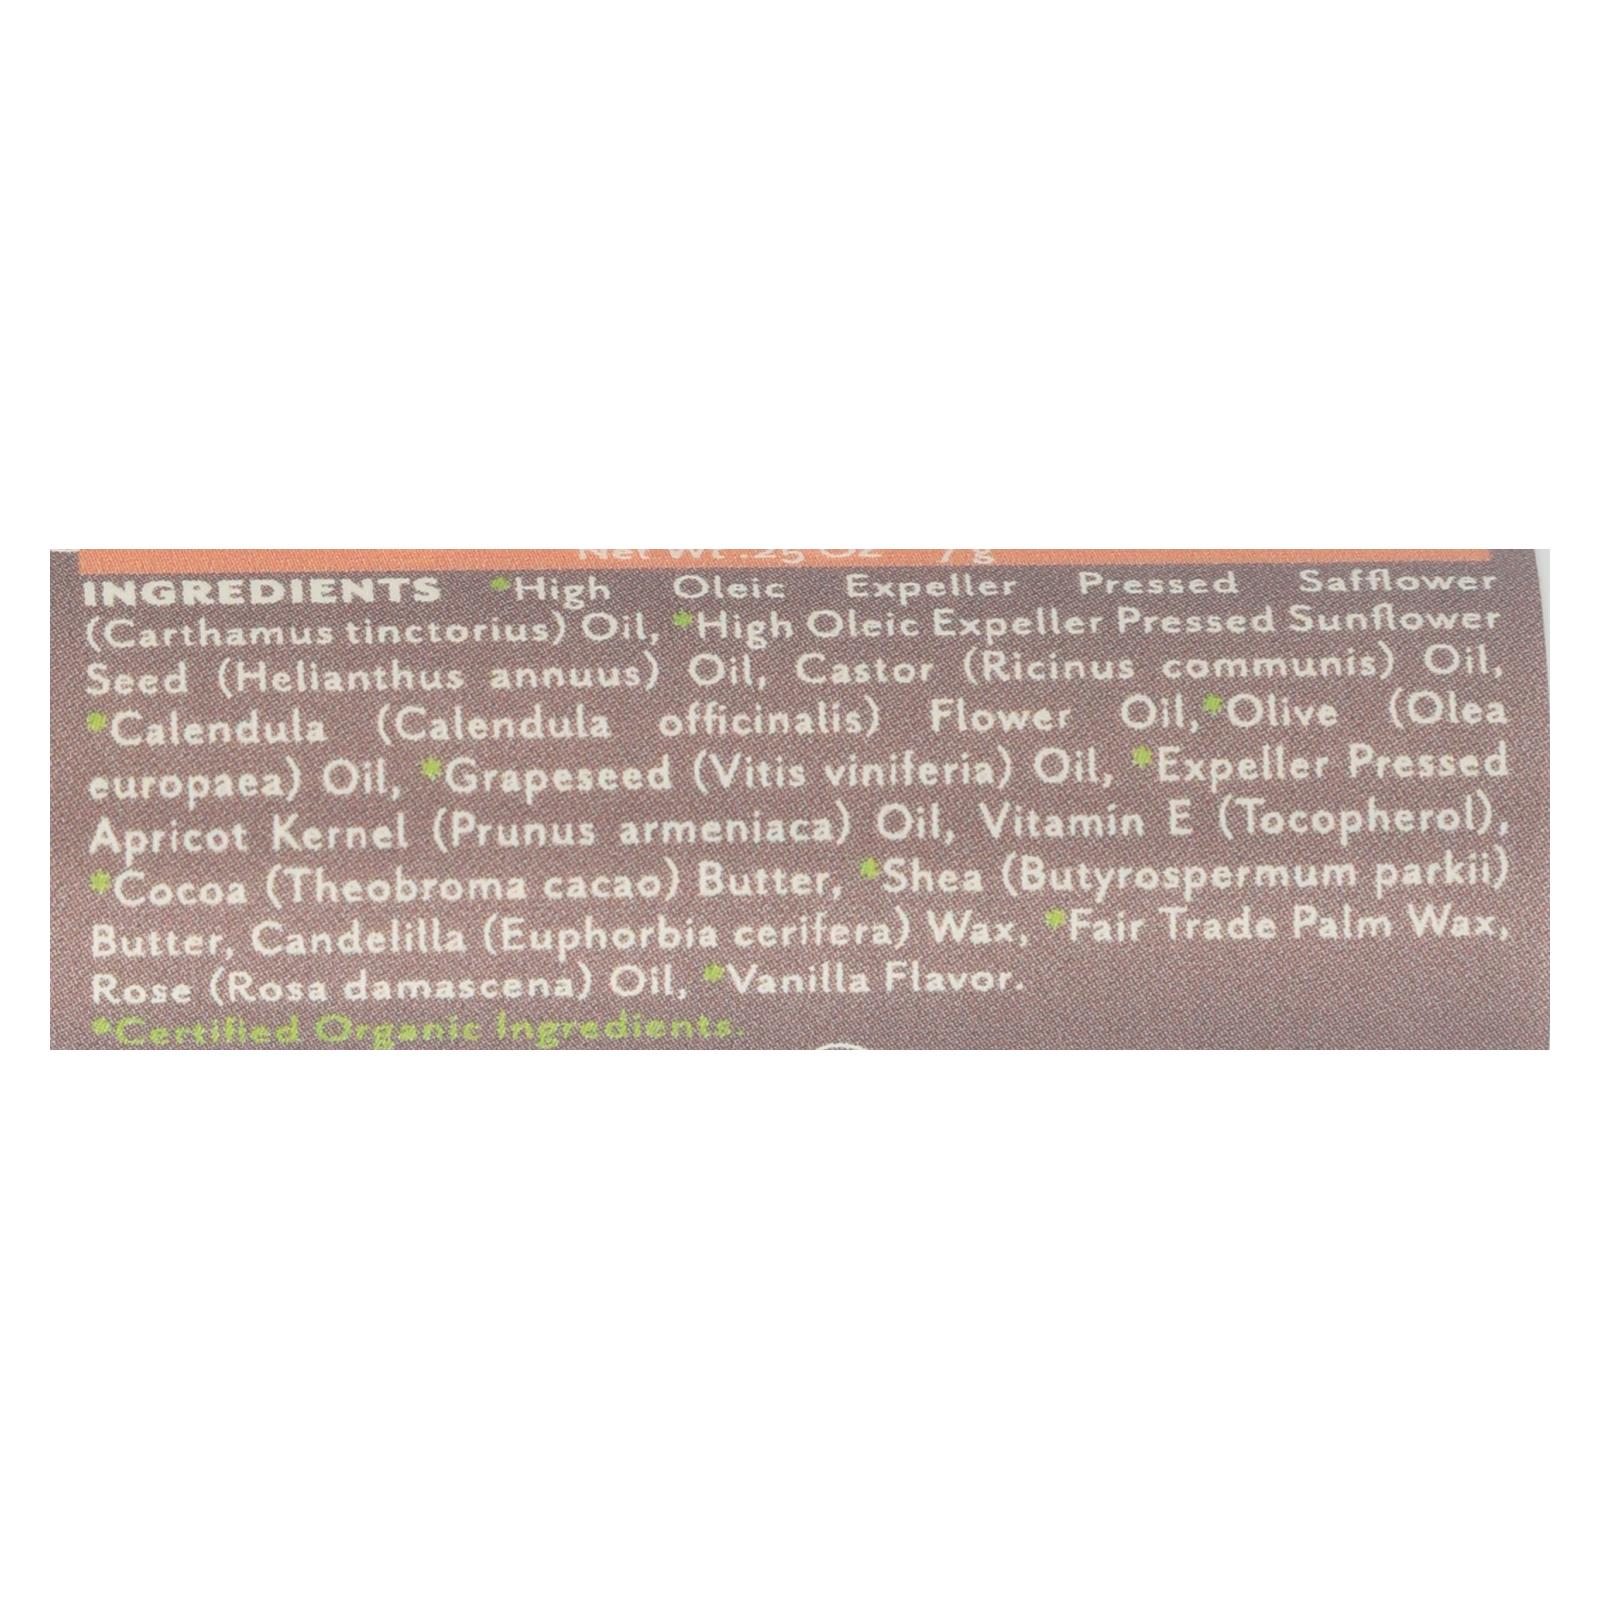 Net Wt .25 Oz 7 g
INGREDIENTS *High Oleic Expeller Pressed Safflower
(Carthamus tinctorius) Oil, *High Oleic Expeller Pressed Sunflower
Seed (Helianthus annuus) Oil, Castor (Ricinus communis) Oil,
*Calendula (Calendula officinalis) Flower Oil, *Olive (Olea
europaea) Oil, *Grapeseed (Vitis viniferia) Oil, *Expeller Pressed
Apricot Kernel (Prunus armeniaca) Oil, Vitamin E (Tocopherol),
*Cocoa (Theobroma cacao) Butter, *Shea (Butyrospermum parkii)
Butter, Candelilla (Euphorbia cerifera) Wax, *Fair Trade Palm Wax,
Rose (Rosa damascena) Oil, *Vanilla Flavor.
*Certified Organic Ingredients.